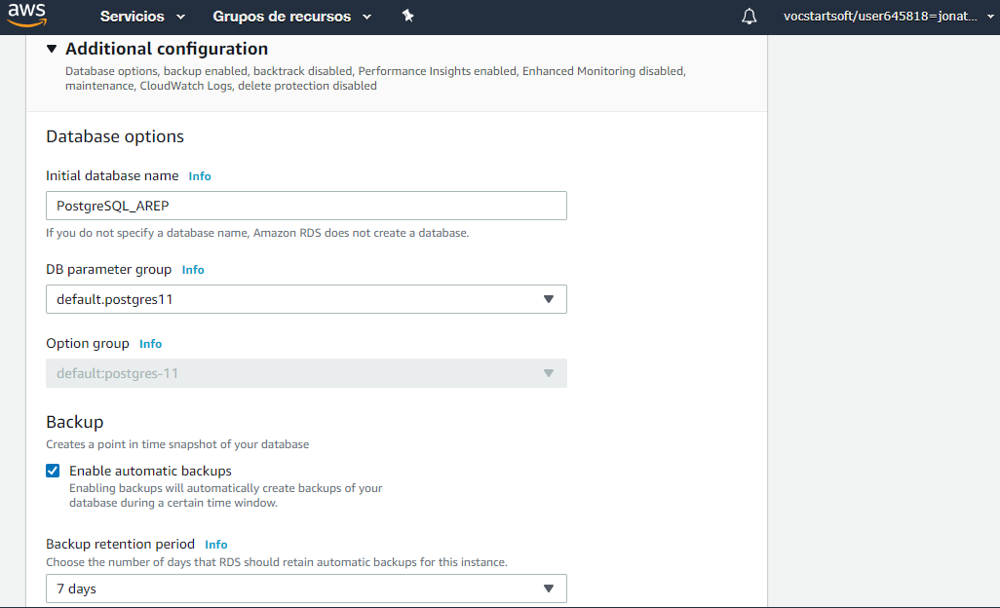 aws
Servicios
Grupos de recursos
vocstartsoft/user645818=jonat...
Additional configuration
Database options, backup enabled, backtrack disabled, Performance Insights enabled, Enhanced Monitoring disabled,
maintenance, CloudWatch Logs, delete protection disabled
Database options
Initial database name Info
PostgreSQL_AREP
If you do not specify a database name, Amazon RDS does not create a database.
DB parameter group Info
default.postgres11
Option group Info
default:postgres-11
Backup
Creates a point in time snapshot of your database
Enable automatic backups
Enabling backups will automatically create backups of your
database during a certain time window.
Backup retention period Info
Choose the number of days that RDS should retain automatic backups for this instance.
7 days